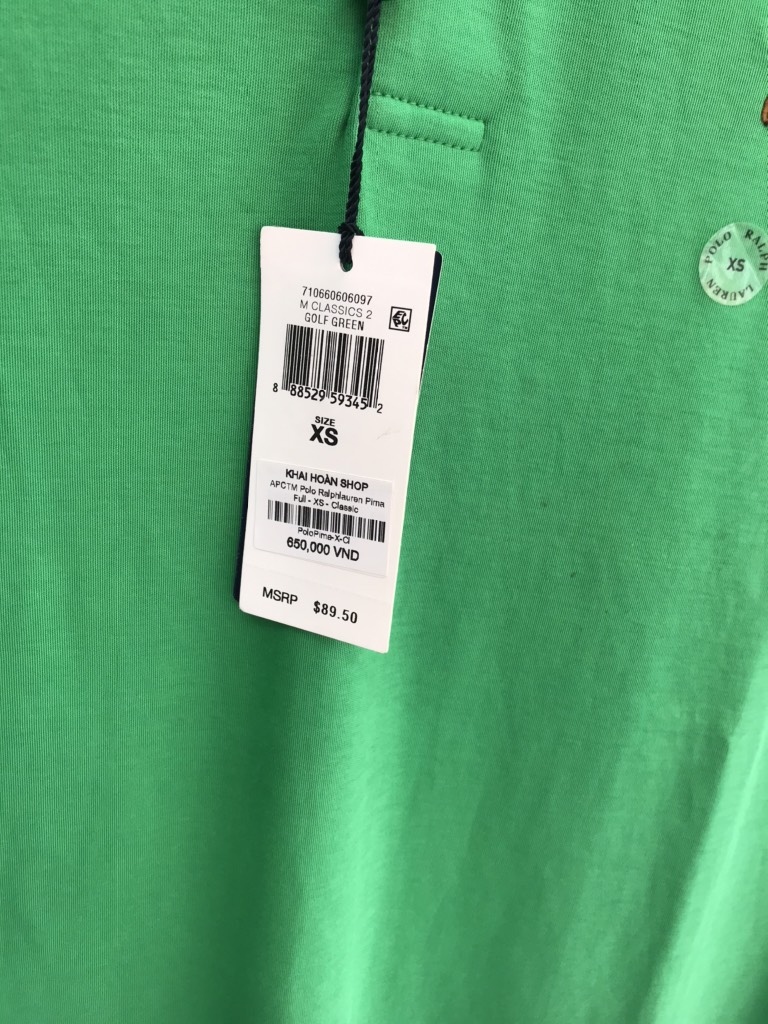 710660606097
M CLASSICS 2
GOLF GREEN
8 88529 59345 2
SIZE
XS
KHAI HOÀN SHOP
APCTM Polo Ralphlauren Pima
Full - XS - Classic
PoloPima-X-Cl
650,000 VND
MSRP $89.50
POLO RALPH LAUREN
XS